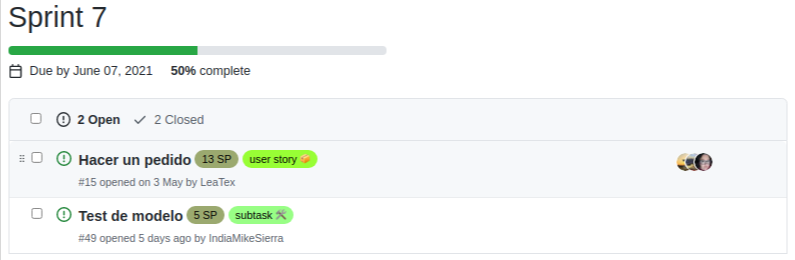 Sprint 7
Due by June 07, 2021 50% complete
2 Open 2 Closed
Hacer un pedido 13 SP user story
#15 opened on 3 May by LeaTex
Test de modelo 5 SP subtask
#49 opened 5 days ago by IndiaMikeSierra